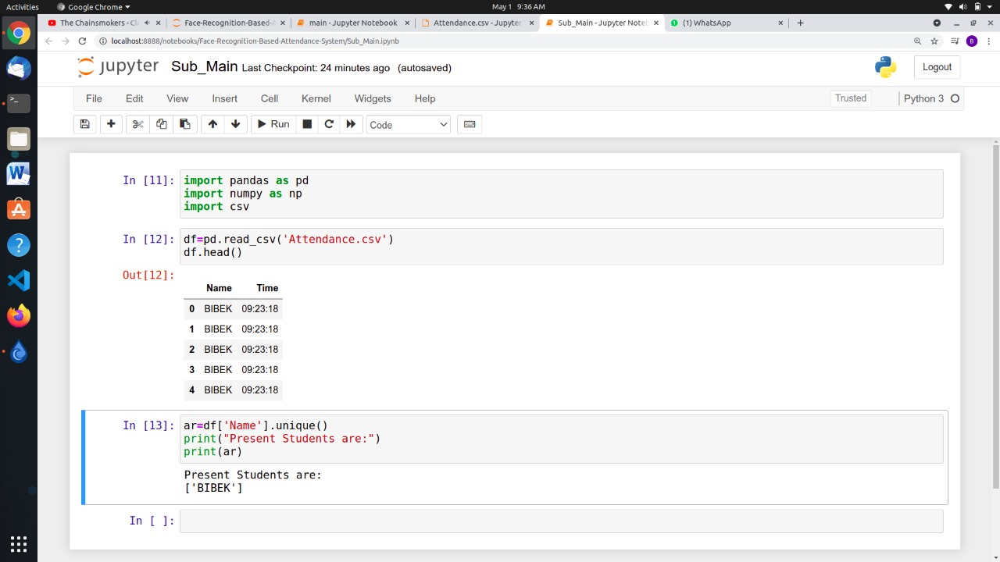 Activities
Google Chrome
May 1 9:36 AM
The Chainsmokers - Cl
Face-Recognition-Based-A
main - Jupyter Notebook
Attendance.csv - Jupyter
Sub_Main - Jupyter Noteb
(1) WhatsApp
localhost:8888/notebooks/Face-Recognition-Based-Attendance-System/Sub_Main.ipynb
B
jupyter Sub_Main Last Checkpoint: 24 minutes ago (autosaved)
Logout
File Edit View Insert Cell Kernel Widgets Help
Trusted
Python 3
Run
Code
In [11]: import pandas as pd
import numpy as np
import csv
In [12]: df=pd.read_csv('Attendance.csv')
df.head()
Out[12]:
Name Time
0 BIBEK 09:23:18
1 BIBEK 09:23:18
2 BIBEK 09:23:18
3 BIBEK 09:23:18
4 BIBEK 09:23:18
In [13]: ar=df['Name'].unique()
print("Present Students are:")
print(ar)
Present Students are:
['BIBEK']
In [ ]: